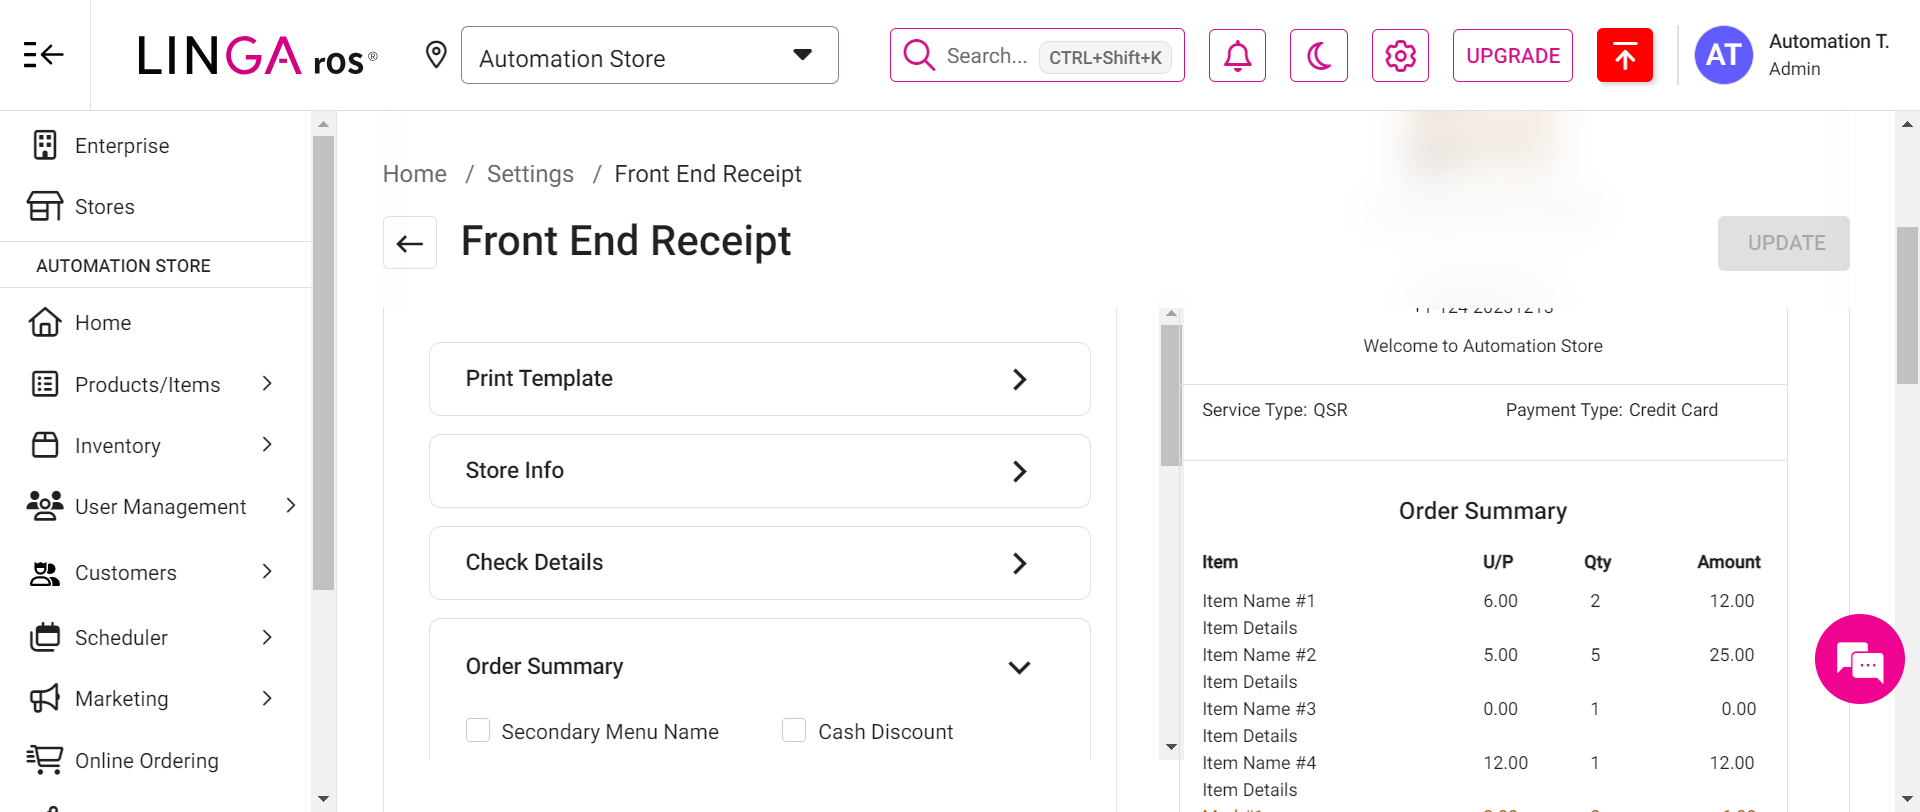 LINGA ros®
Automation Store
Search... CTRL+Shift+K
UPGRADE
AT
Automation T.
Admin
Enterprise
Stores
AUTOMATION STORE
Home
Products/Items
Inventory
User Management
Customers
Scheduler
Marketing
Online Ordering
Home / Settings / Front End Receipt
Front End Receipt
UPDATE
Print Template
Store Info
Check Details
Order Summary
Secondary Menu Name
Cash Discount
Welcome to Automation Store
Service Type: QSR Payment Type: Credit Card
Order Summary
Item U/P Qty Amount
Item Name #1 6.00 2 12.00
Item Details
Item Name #2 5.00 5 25.00
Item Details
Item Name #3 0.00 1 0.00
Item Details
Item Name #4 12.00 1 12.00
Item Details